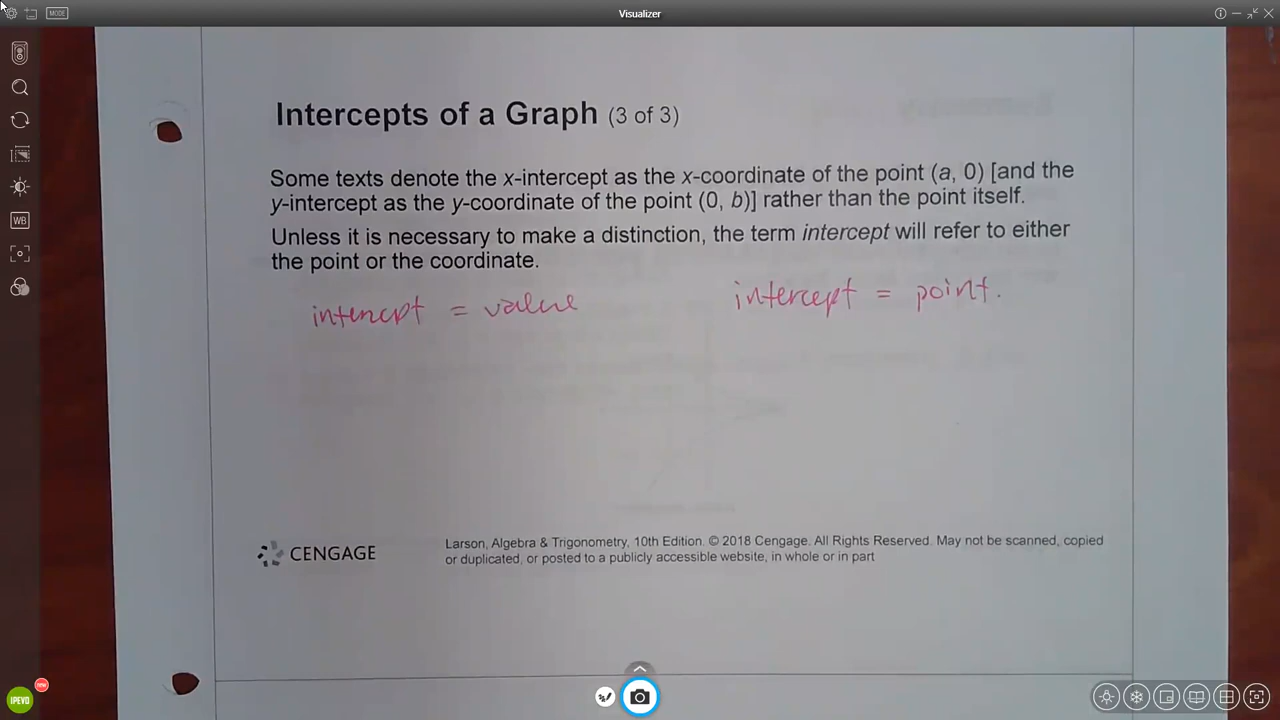 MODE
Visualizer
WB
Intercepts of a Graph (3 of 3)
Some texts denote the x-intercept as the x-coordinate of the point (a, 0) [and the
y-intercept as the y-coordinate of the point (0, b)] rather than the point itself.
Unless it is necessary to make a distinction, the term intercept will refer to either
the point or the coordinate.
intercept = value
intercept = point.
CENGAGE
Larson, Algebra & Trigonometry, 10th Edition. © 2018 Cengage. All Rights Reserved. May not be scanned, copied
or duplicated, or posted to a publicly accessible website, in whole or in part
IPEVO
new